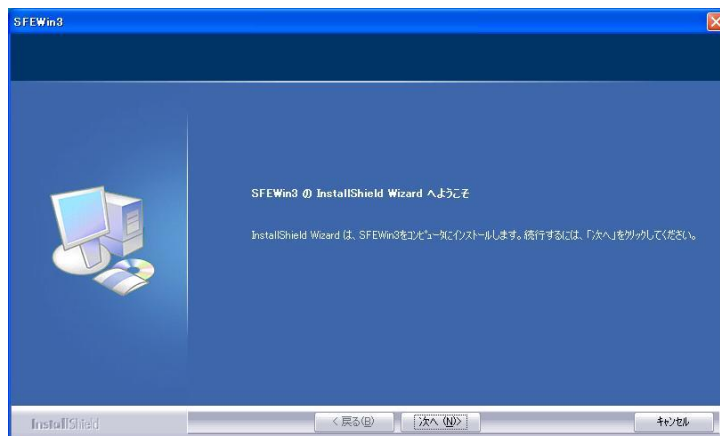 SFEWin3
SFEWin3 の InstallShield Wizard へようこそ
InstallShield Wizard は、SFEWin3をｺﾝﾋﾟｭｰﾀにインストールします。続行するには、「次へ」をｸﾘｯｸしてください。
InstallShield
< 戻る(B)
次へ (N)>
ｷｬﾝｾﾙ